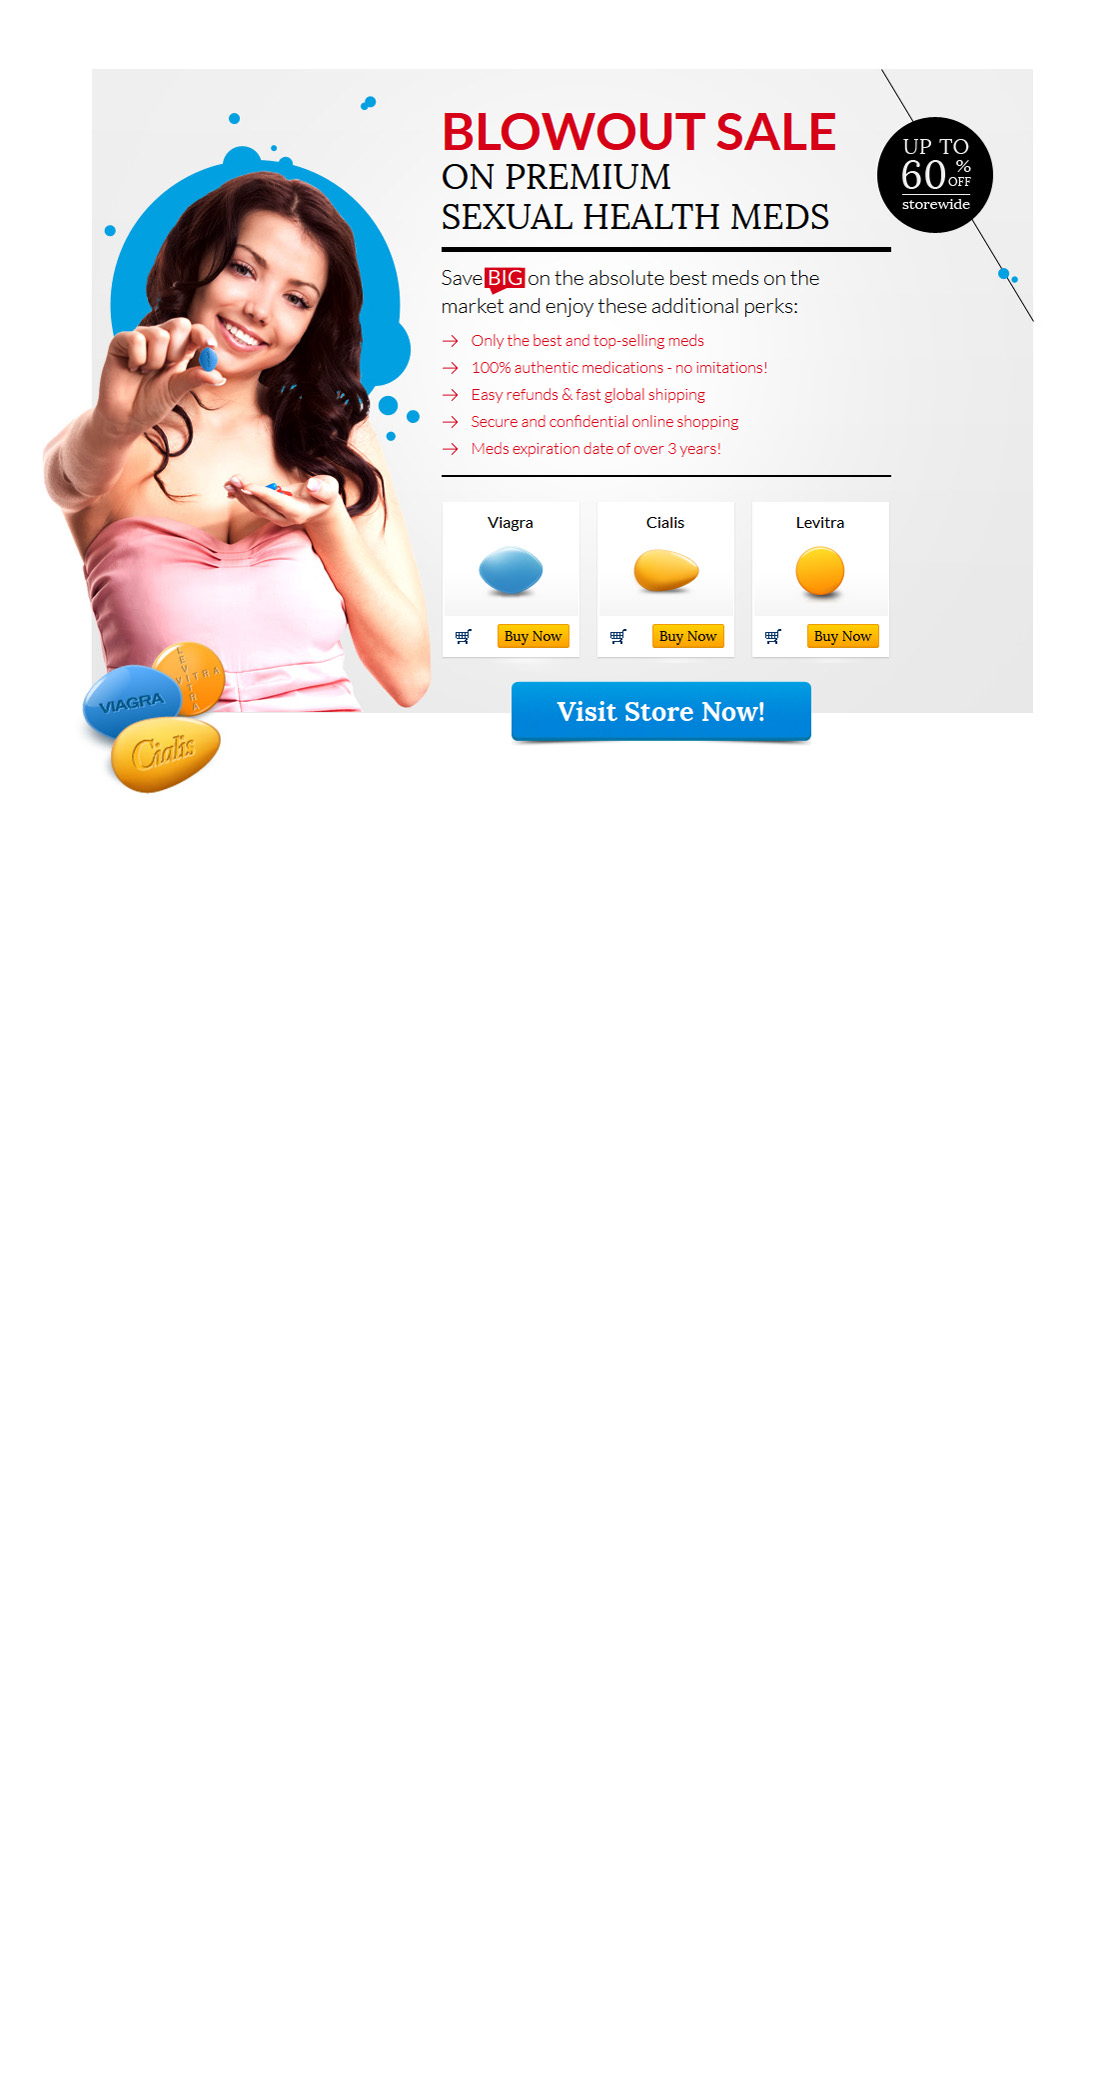 BLOWOUT SALE
ON PREMIUM
SEXUAL HEALTH MEDS
UP TO
60% OFF
storewide
Save BIG on the absolute best meds on the
market and enjoy these additional perks:
Only the best and top-selling meds
100% authentic medications - no imitations!
Easy refunds & fast global shipping
Secure and confidential online shopping
Meds expiration date of over 3 years!
Viagra
Cialis
Levitra
Buy Now
Buy Now
Buy Now
LEVITRA
LEVITRA
VIAGRA
Cialis
Visit Store Now!